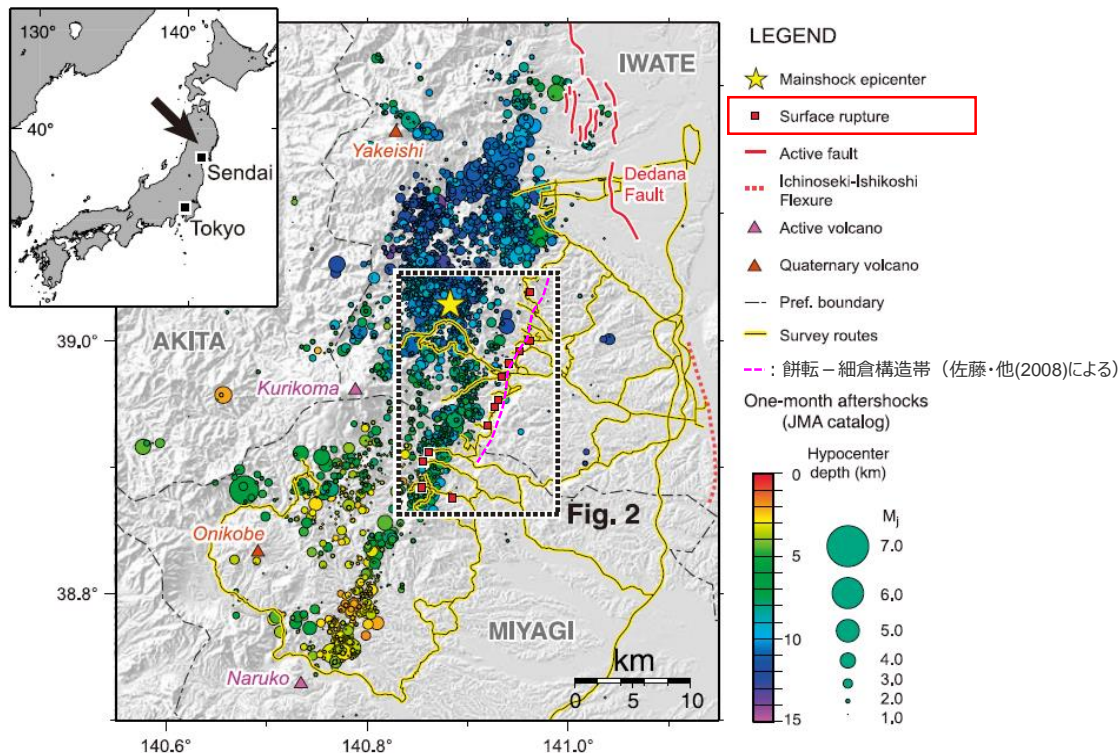 130°
140°
40°
Sendai
Tokyo
IWATE
Yakeishi
Dedana
Fault
39.0°
AKITA
Kurikoma
Fig. 2
Onikobe
38.8°
MIYAGI
km
Naruko
0 5 10
140.6° 140.8° 141.0°
LEGEND
Mainshock epicenter
Surface rupture
Active fault
Ichinoseki-Ishikoshi
Flexure
Active volcano
Quaternary volcano
Pref. boundary
Survey routes
: 餅転－細倉構造帯（佐藤・他(2008)による）
One-month aftershocks
(JMA catalog)
Hypocenter
depth (km)
0
5
10
15
Mj
7.0
6.0
5.0
4.0
3.0
2.0
1.0